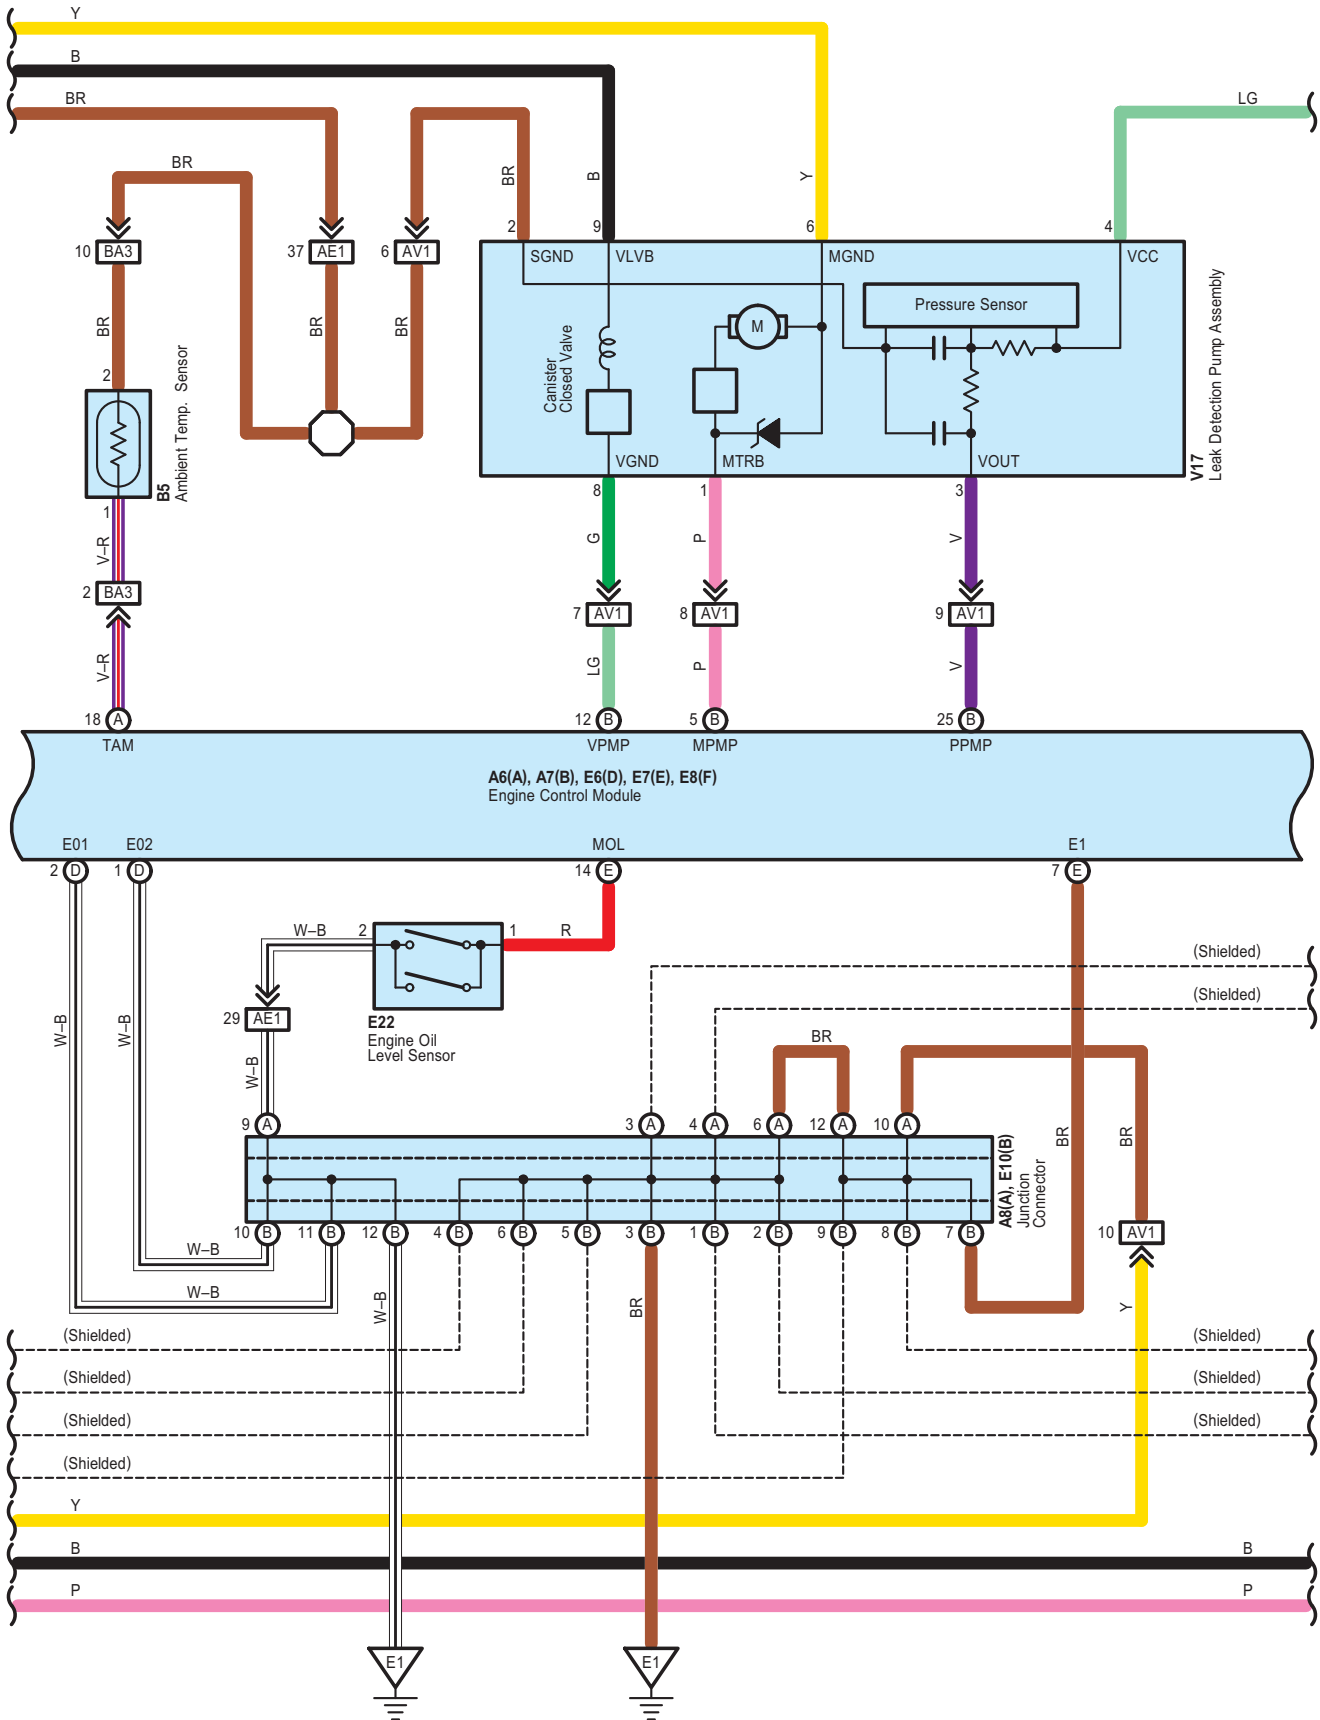 Y
B
BR
LG
BR
BR
B
Y
2
9
6
4
10 BA3
37 AE1
6 AV1
SGND
VLVB
MGND
VCC
Pressure Sensor
M
BR
BR
BR
Canister
Closed Valve
2
B5
Ambient Temp. Sensor
VGND
MTRB
VOUT
V17
Leak Detection Pump Assembly
1
8
1
3
V–R
G
P
V
2 BA3
7 AV1
8 AV1
9 AV1
V–R
LG
P
V
18 A
12 B
5 B
25 B
TAM
VPMP
MPMP
PPMP
A6(A), A7(B), E6(D), E7(E), E8(F)
Engine Control Module
E01
E02
MOL
E1
2 D
1 D
14 E
7 E
W–B
2
1
R
(Shielded)
(Shielded)
29 AE1
E22
Engine Oil
Level Sensor
W–B
W–B
W–B
BR
BR
BR
9 A
3 A
4 A
6 A
12 A
10 A
A8(A), E10(B)
Junction
Connector
10 B
11 B
12 B
4 B
6 B
5 B
3 B
1 B
2 B
9 B
8 B
7 B
10 AV1
W–B
W–B
W–B
BR
Y
(Shielded)
(Shielded)
(Shielded)
(Shielded)
(Shielded)
(Shielded)
(Shielded)
Y
B
B
P
P
E1
E1